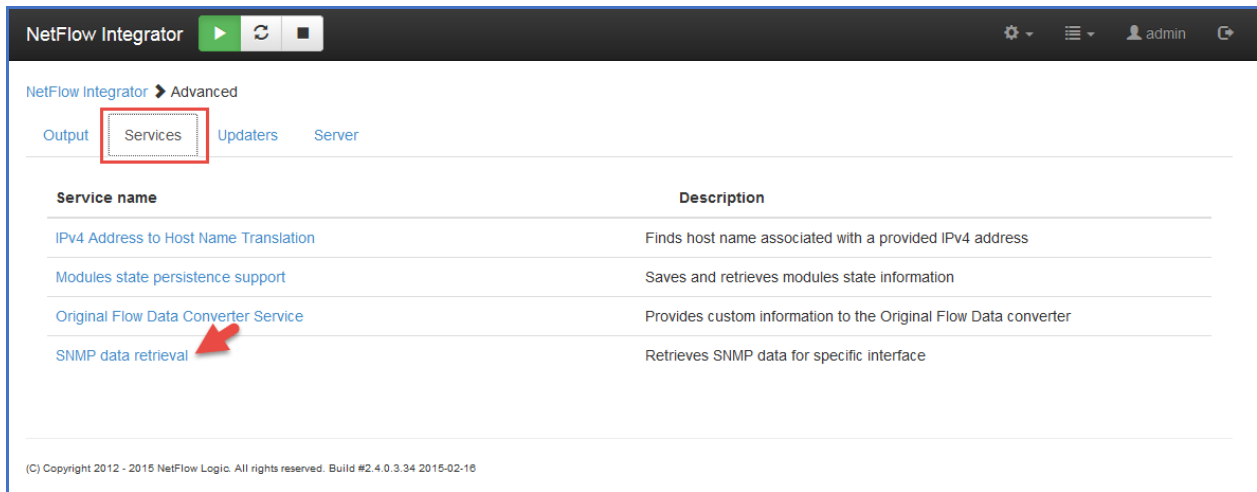 NetFlow Integrator
admin
NetFlow Integrator > Advanced
Output Services Updaters Server
Service name Description
IPv4 Address to Host Name Translation Finds host name associated with a provided IPv4 address
Modules state persistence support Saves and retrieves modules state information
Original Flow Data Converter Service Provides custom information to the Original Flow Data converter
SNMP data retrieval Retrieves SNMP data for specific interface
(C) Copyright 2012 - 2015 NetFlow Logic. All rights reserved. Build #2.4.0.3.34 2015-02-16